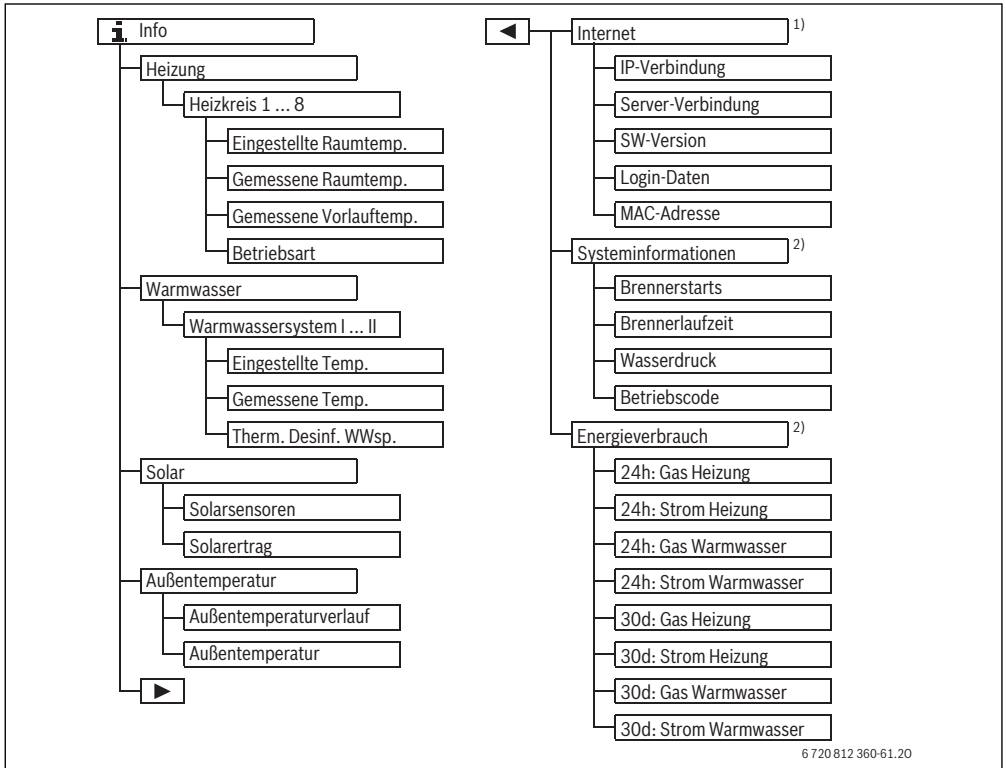 Info
Heizung
Heizkreis 1 ... 8
Eingestellte Raumtemp.
Gemessene Raumtemp.
Gemessene Vorlauftemp.
Betriebsart
Warmwasser
Warmwassersystem I ... II
Eingestellte Temp.
Gemessene Temp.
Therm. Desinf. WWsp.
Solar
Solarsensoren
Solarertrag
Außentemperatur
Außentemperaturverlauf
Außentemperatur
Internet 1)
IP-Verbindung
Server-Verbindung
SW-Version
Login-Daten
MAC-Adresse
Systeminformationen 2)
Brennerstarts
Brennerlaufzeit
Wasserdruck
Betriebscode
Energieverbrauch 2)
24h: Gas Heizung
24h: Strom Heizung
24h: Gas Warmwasser
24h: Strom Warmwasser
30d: Gas Heizung
30d: Strom Heizung
30d: Gas Warmwasser
30d: Strom Warmwasser
6 720 812 360-61.2O